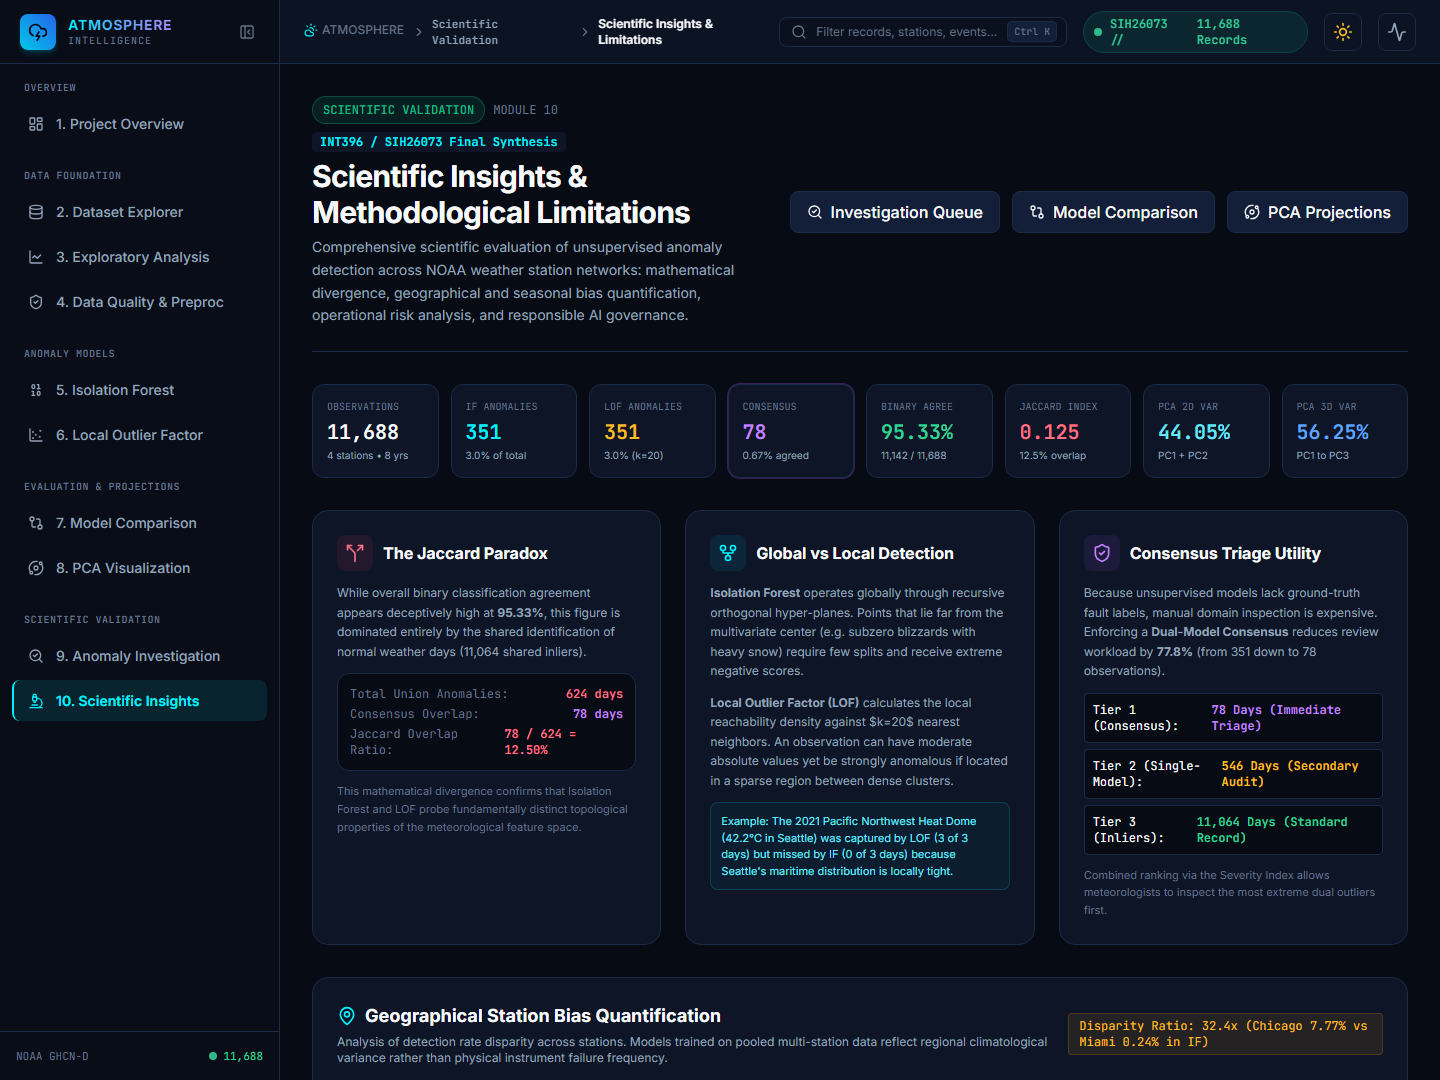 ATMOSPHERE
INTELLIGENCE
OVERVIEW
1. Project Overview
DATA FOUNDATION
2. Dataset Explorer
3. Exploratory Analysis
4. Data Quality & Preproc
ANOMALY MODELS
5. Isolation Forest
6. Local Outlier Factor
EVALUATION & PROJECTIONS
7. Model Comparison
8. PCA Visualization
SCIENTIFIC VALIDATION
9. Anomaly Investigation
10. Scientific Insights
NOAA GHCN-D
11,688
ATMOSPHERE
Scientific
Validation
Scientific Insights &
Limitations
Filter records, stations, events...
Ctrl K
SIH26073
//
11,688
Records
SCIENTIFIC VALIDATION
MODULE 10
INT396 / SIH26073 Final Synthesis
Scientific Insights &
Methodological Limitations
Comprehensive scientific evaluation of unsupervised anomaly
detection across NOAA weather station networks: mathematical
divergence, geographical and seasonal bias quantification,
operational risk analysis, and responsible AI governance.
Investigation Queue
Model Comparison
PCA Projections
OBSERVATIONS
11,688
4 stations • 8 yrs
IF ANOMALIES
351
3.0% of total
LOF ANOMALIES
351
3.0% (k=20)
CONSENSUS
78
0.67% agreed
BINARY AGREE
95.33%
11,142 / 11,688
JACCARD INDEX
0.125
12.5% overlap
PCA 2D VAR
44.05%
PC1 + PC2
PCA 3D VAR
56.25%
PC1 to PC3
The Jaccard Paradox
While overall binary classification agreement
appears deceptively high at 95.33%, this figure is
dominated entirely by the shared identification of
normal weather days (11,064 shared inliers).
Total Union Anomalies: 624 days
Consensus Overlap: 78 days
Jaccard Overlap
Ratio:
78 / 624 =
12.50%
This mathematical divergence confirms that Isolation
Forest and LOF probe fundamentally distinct topological
properties of the meteorological feature space.
Global vs Local Detection
Isolation Forest operates globally through recursive
orthogonal hyper-planes. Points that lie far from the
multivariate center (e.g. subzero blizzards with
heavy snow) require few splits and receive extreme
negative scores.
Local Outlier Factor (LOF) calculates the local
reachability density against $k=20$ nearest
neighbors. An observation can have moderate
absolute values yet be strongly anomalous if located
in a sparse region between dense clusters.
Example: The 2021 Pacific Northwest Heat Dome
(42.2°C in Seattle) was captured by LOF (3 of 3
days) but missed by IF (0 of 3 days) because
Seattle's maritime distribution is locally tight.
Consensus Triage Utility
Because unsupervised models lack ground-truth
fault labels, manual domain inspection is expensive.
Enforcing a Dual-Model Consensus reduces review
workload by 77.8% (from 351 down to 78
observations).
Tier 1
(Consensus):
78 Days (Immediate
Triage)
Tier 2 (Single-
Model):
546 Days (Secondary
Audit)
Tier 3
(Inliers):
11,064 Days (Standard
Record)
Combined ranking via the Severity Index allows
meteorologists to inspect the most extreme dual outliers
first.
Geographical Station Bias Quantification
Analysis of detection rate disparity across stations. Models trained on pooled multi-station data reflect regional climatological
variance rather than physical instrument failure frequency.
Disparity Ratio: 32.4x (Chicago 7.77% vs
Miami 0.24% in IF)